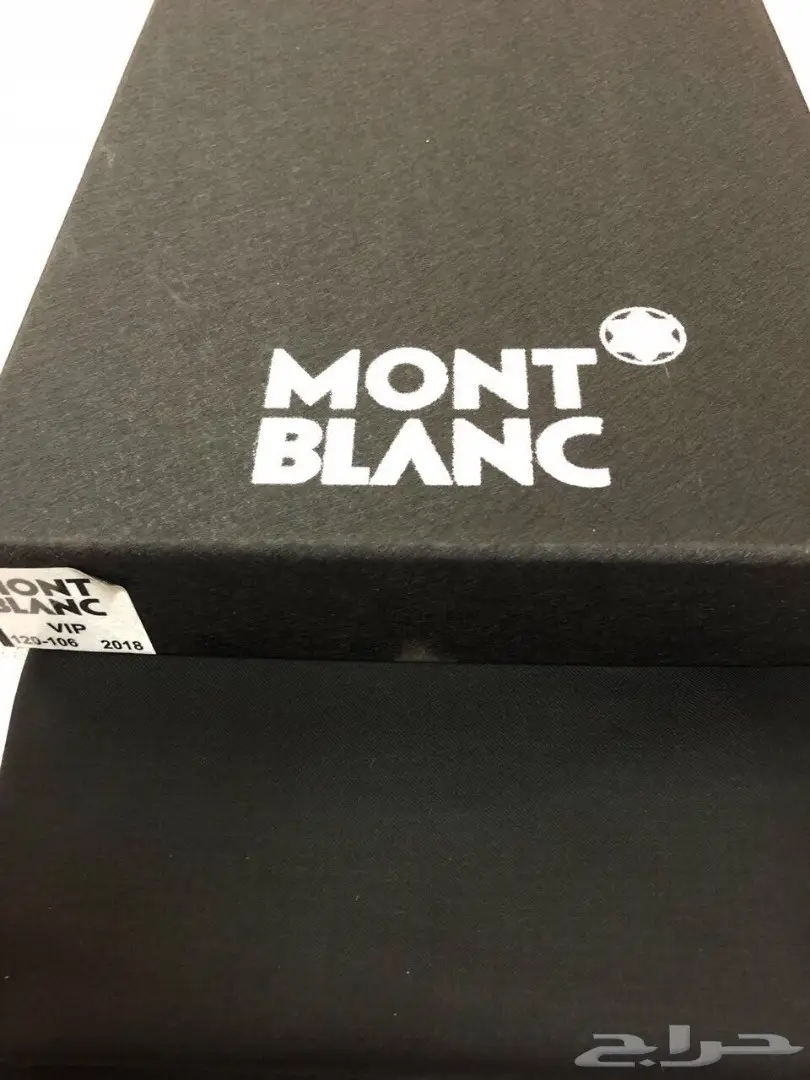 MONT
BLANC
MONT
BLANC
VIP
120-106 2018
حراج